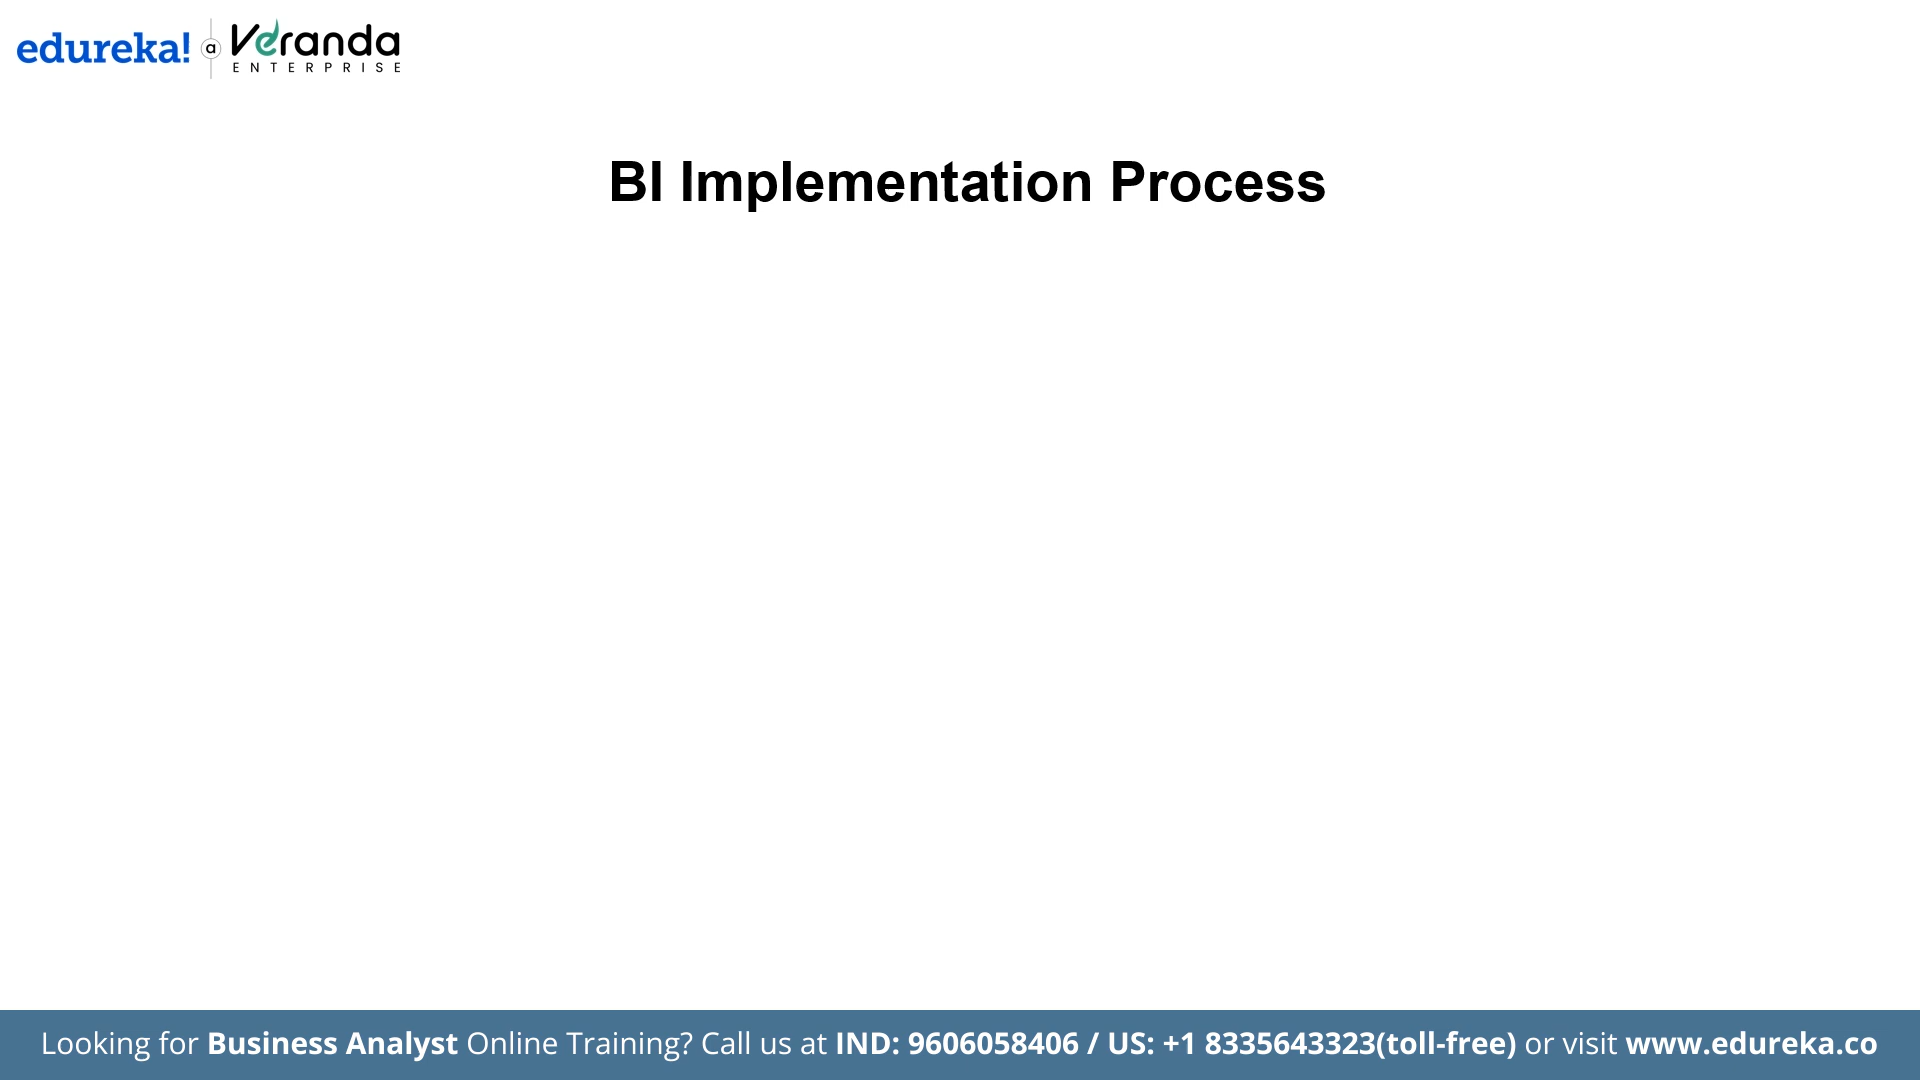 edureka! a Veranda
ENTERPRISE
BI Implementation Process
Looking for Business Analyst Online Training? Call us at IND: 9606058406 / US: +1 8335643323(toll-free) or visit www.edureka.co